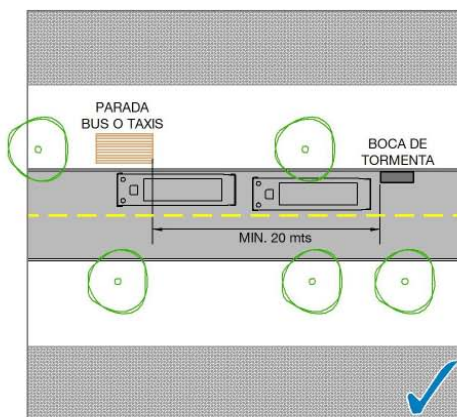 PARADA
BUS O TAXIS
BOCA DE
TORMENTA
MIN. 20 mts